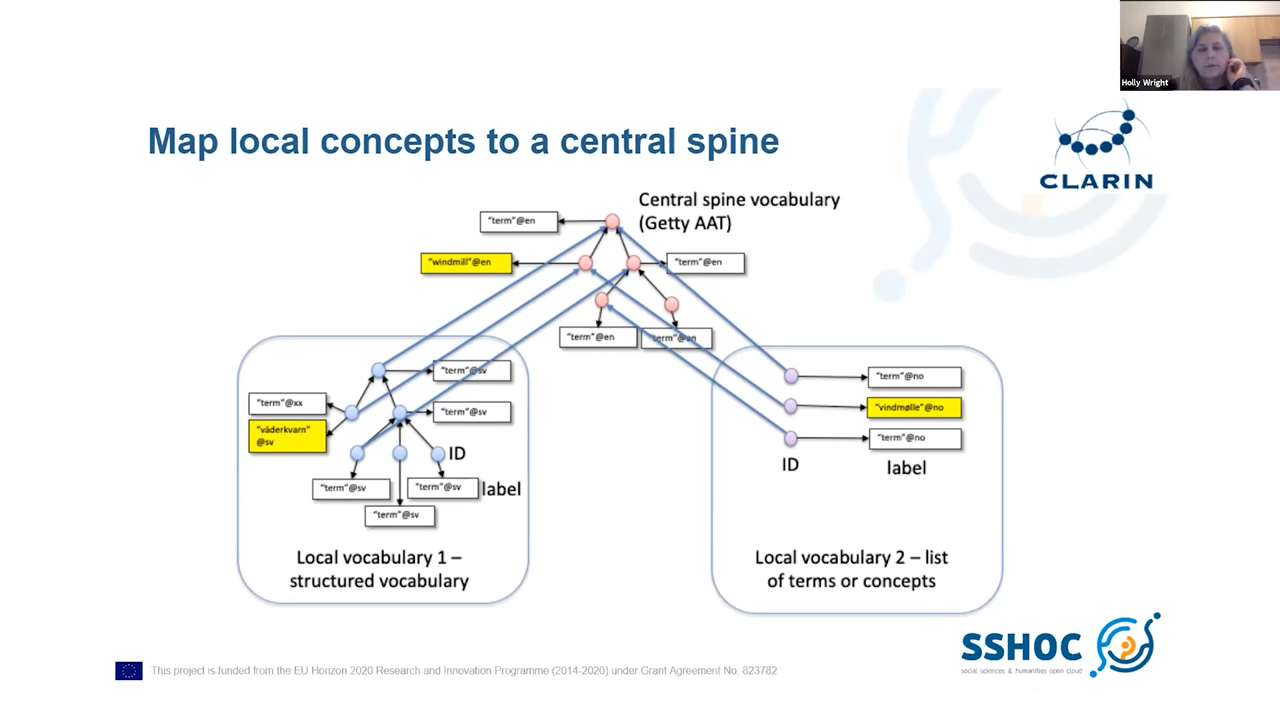 Holly Wright
Map local concepts to a central spine
CLARIN
Central spine vocabulary
(Getty AAT)
"term"@en
"windmill"@en
"term"@en
"term"@en
"term"@en
"term"@sv
"term"@xx
"väderkvarn"
@sv
"term"@sv
ID
"term"@sv
"term"@sv
label
"term"@sv
Local vocabulary 1 –
structured vocabulary
"term"@no
"vindmølle"@no
"term"@no
ID
label
Local vocabulary 2 – list
of terms or concepts
SSHOC
social sciences & humanities open cloud
This project is funded from the EU Horizon 2020 Research and Innovation Programme (2014-2020) under Grant Agreement No. 823782